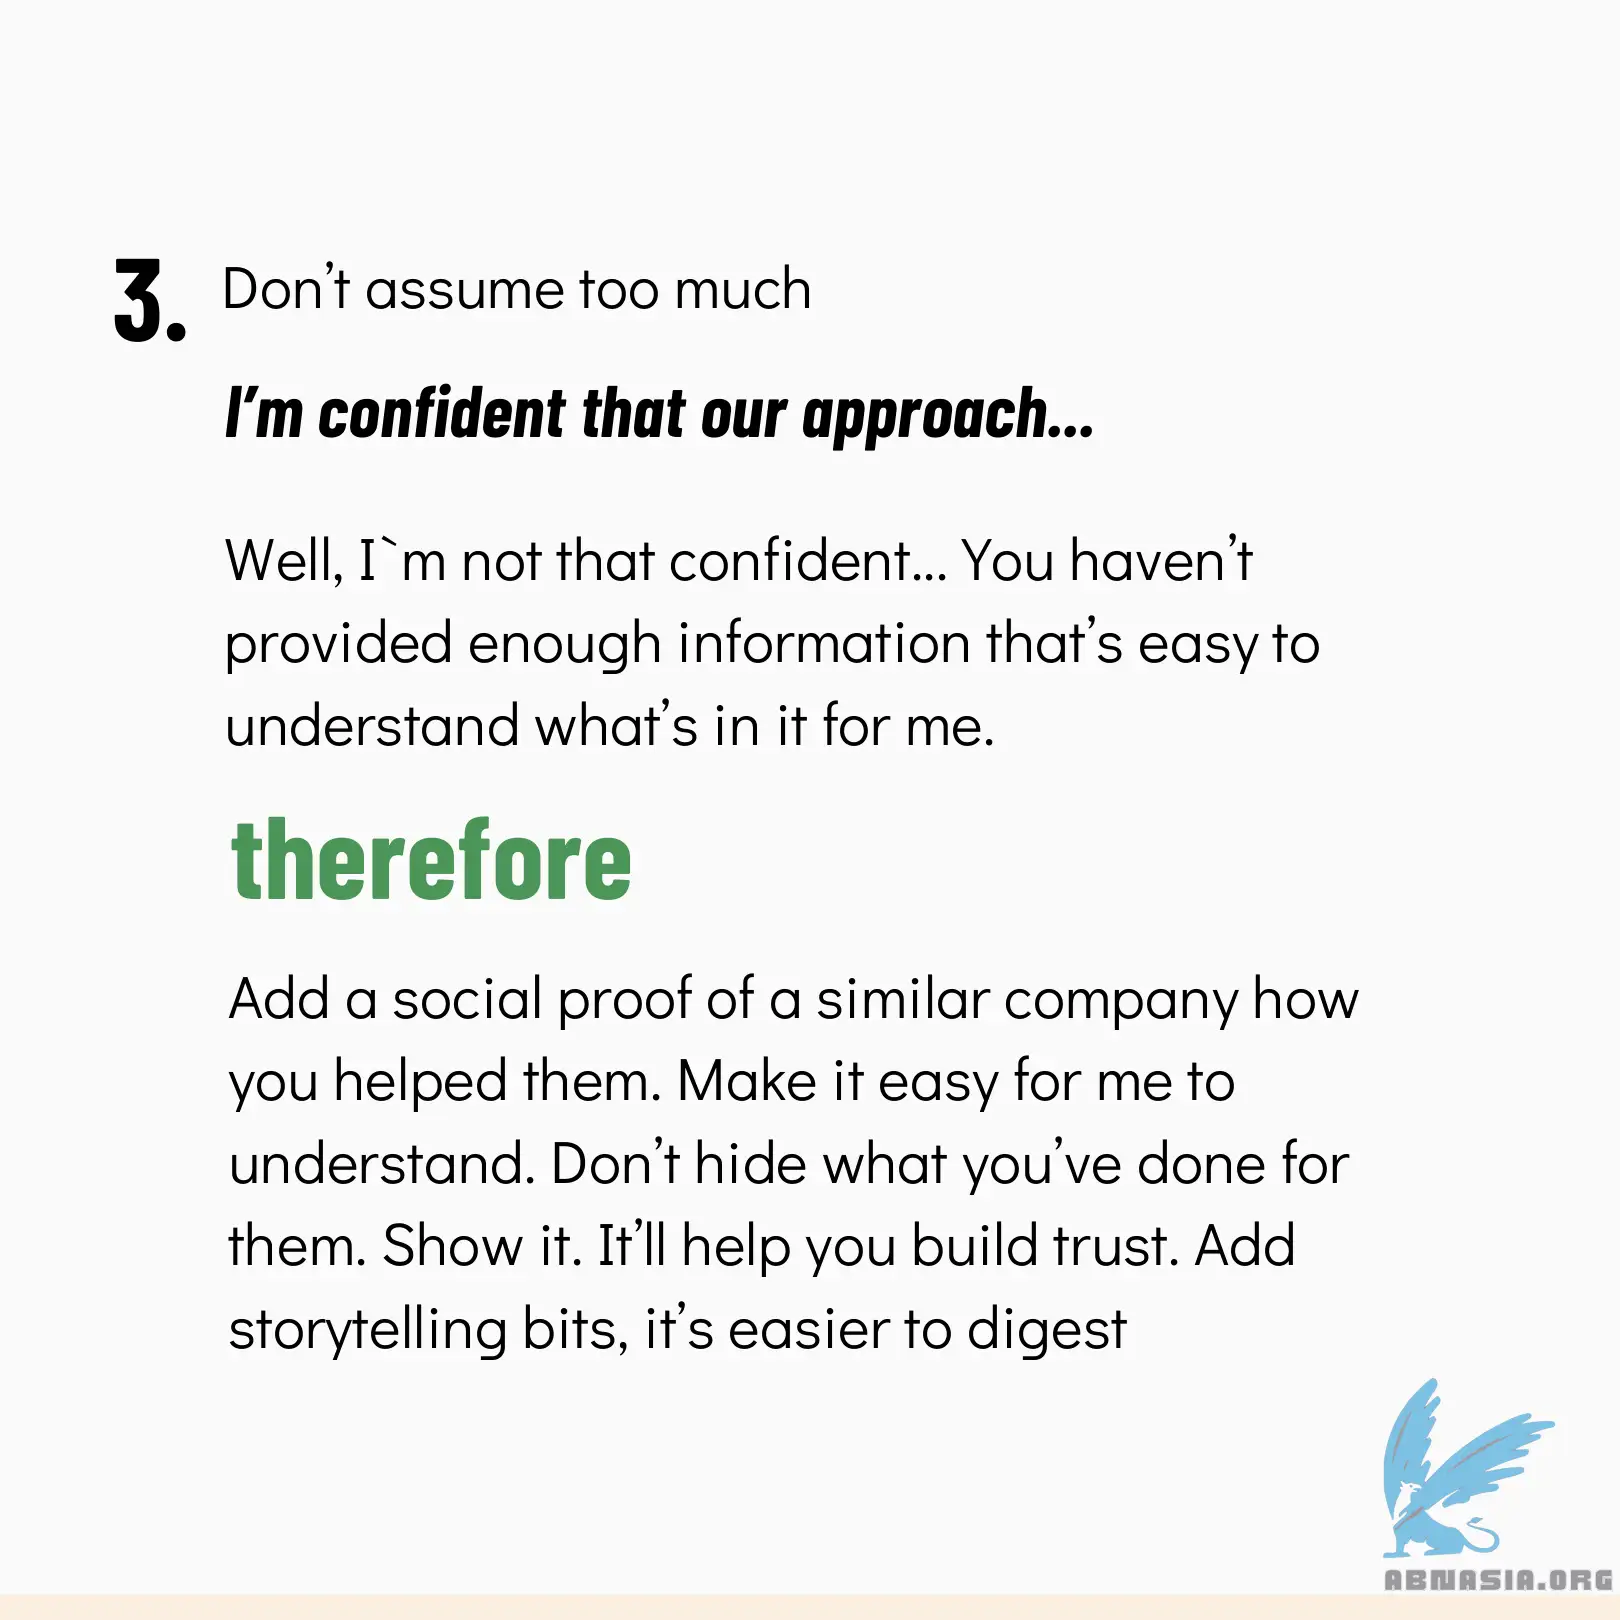 3. Don’t assume too much
I’m confident that our approach...
Well, I`m not that confident... You haven’t
provided enough information that’s easy to
understand what’s in it for me.
therefore
Add a social proof of a similar company how
you helped them. Make it easy for me to
understand. Don’t hide what you’ve done for
them. Show it. It’ll help you build trust. Add
storytelling bits, it’s easier to digest
ABNASIA.ORG